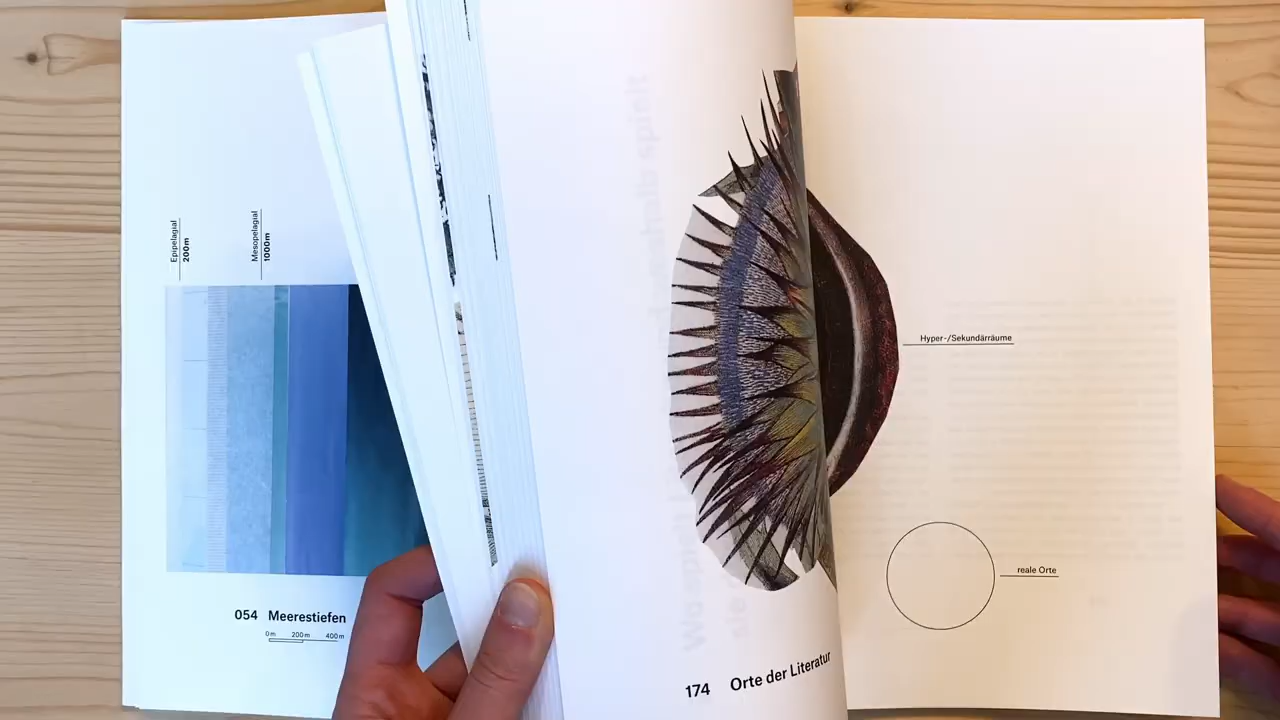 Epipelagial
200m
Mesopelagial
1000m
054 Meerestiefen
0m 200m 400m
174 Orte der Literatur
Hyper-/Sekundärräume
reale Orte